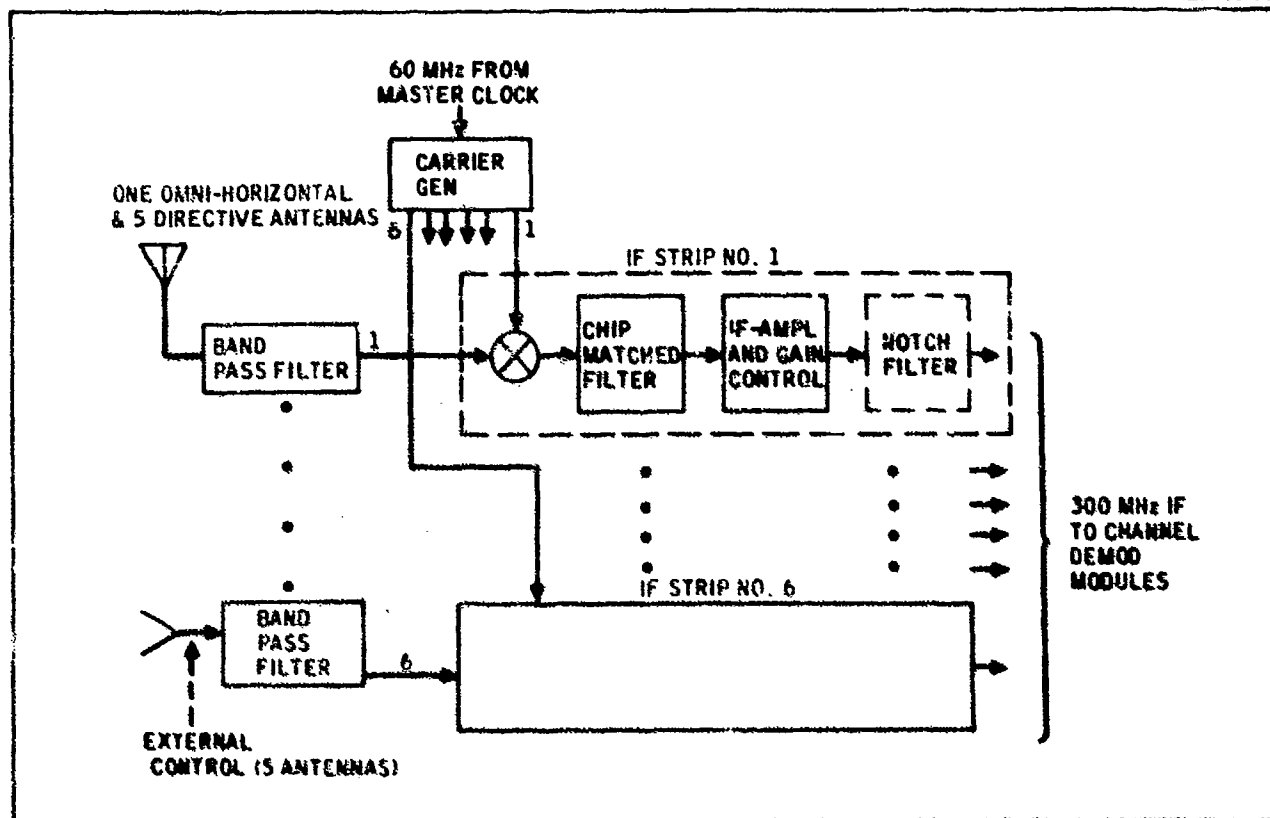 60 MHz FROM
MASTER CLOCK
CARRIER
GEN
ONE OMNI-HORIZONTAL
& 5 DIRECTIVE ANTENNAS
6
1
IF STRIP NO. 1
BAND
PASS FILTER
1
CHIP
MATCHED
FILTER
IF-AMPL
AND GAIN
CONTROL
NOTCH
FILTER
300 MHz IF
TO CHANNEL
DEMOD
MODULES
IF STRIP NO. 6
BAND
PASS
FILTER
6
EXTERNAL
CONTROL (5 ANTENNAS)